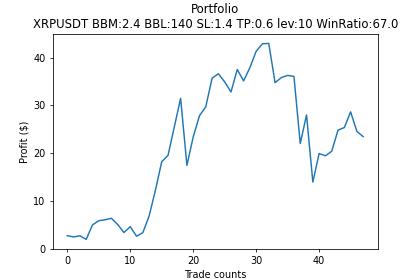 Portfolio
XRPUSDT BBM:2.4 BBL:140 SL:1.4 TP:0.6 lev:10 WinRatio:67.0
40
30
Profit ($)
20
10
0
0 10 20 30 40
Trade counts